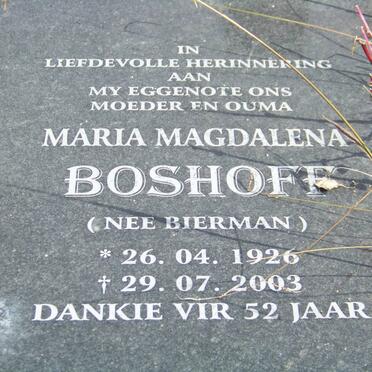 IN
LIEFDEVOLLE HERINNERING
AAN
MY EGGENOTE ONS
MOEDER EN OUMA
MARIA MAGDALENA
BOSHOFF
( NEE BIERMAN )
* 26. 04. 1926
† 29. 07. 2003
DANKIE VIR 52 JAAR